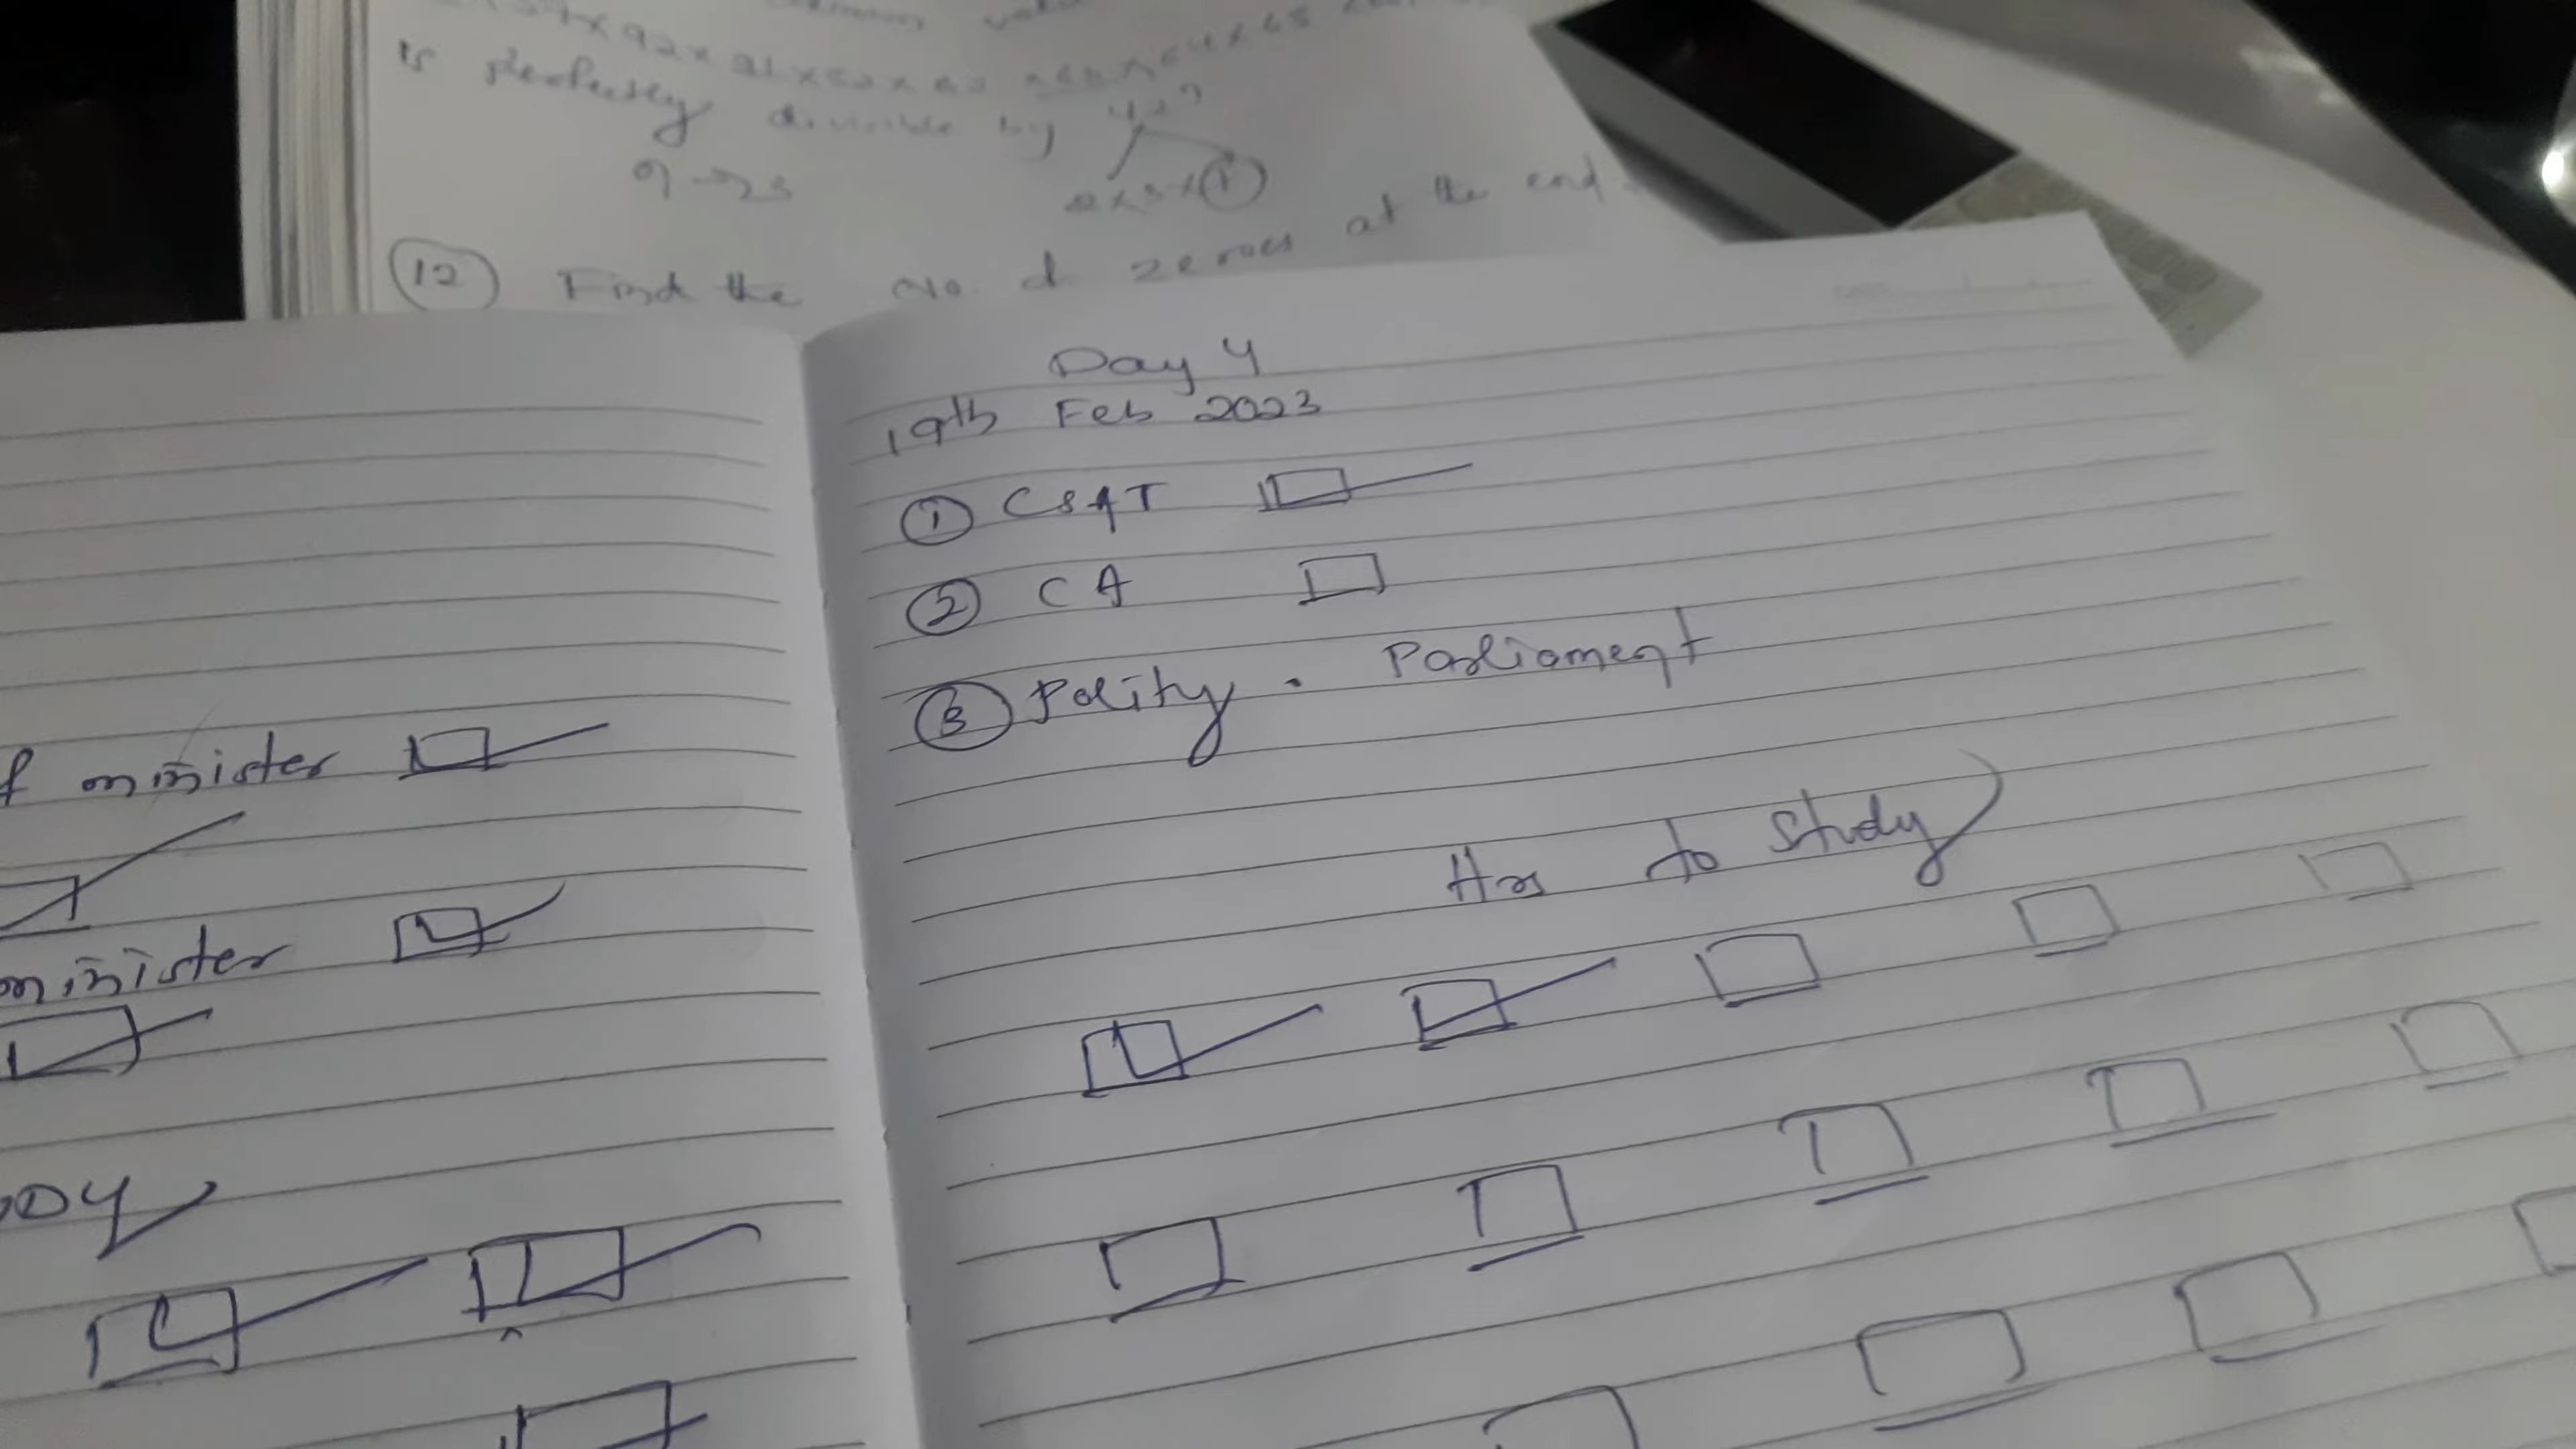 is perfectly divisible by
12 Find the No. of zeroes at the end
f minister
minister
Day 4
19th Feb 2023
1 CSAT
2 CA
3 Polity . Parliament
Hrs to study